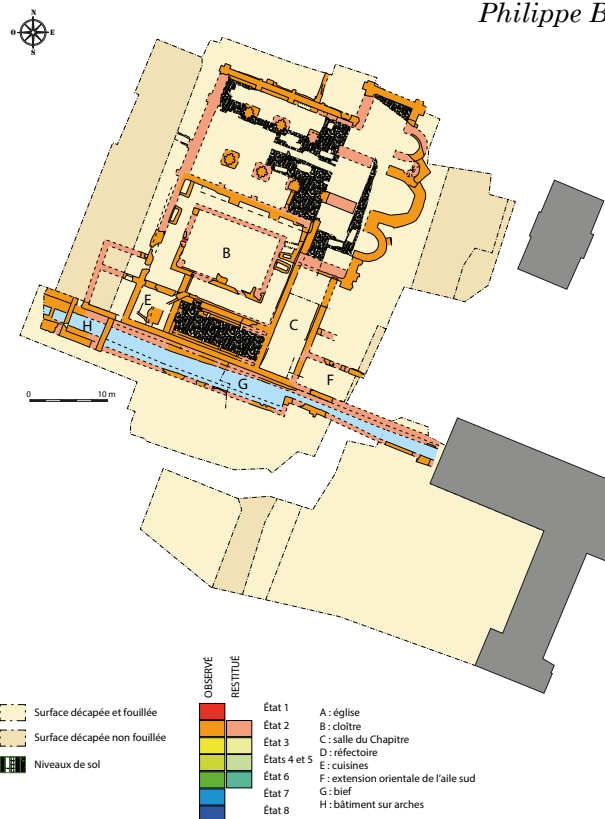 Philippe B
N
O E
S
B
E
C
H
F
G
0 10 m
OBSERVÉ
RESTITUÉ
Surface décapée et fouillée
Surface décapée non fouillée
Niveaux de sol
État 1
État 2
État 3
États 4 et 5
État 6
État 7
État 8
A : église
B : cloître
C : salle du Chapitre
D : réfectoire
E : cuisines
F : extension orientale de l'aile sud
G : bief
H : bâtiment sur arches